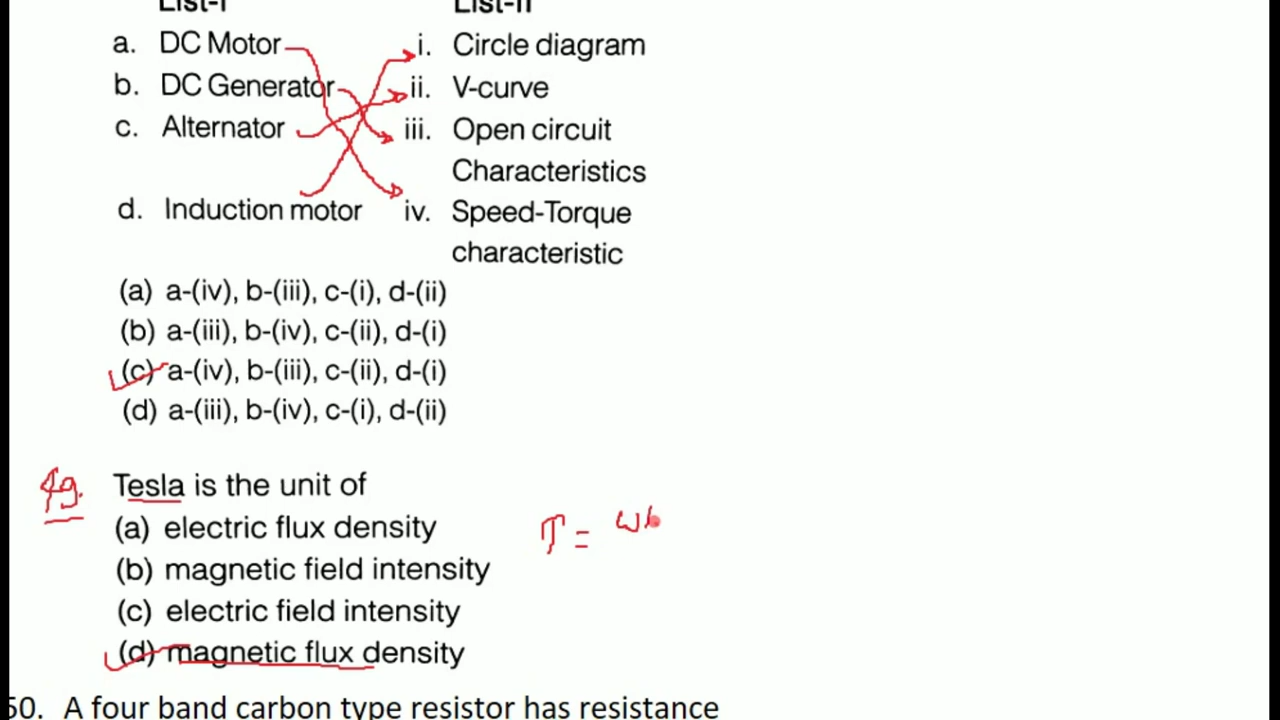 List-I List-II
a. DC Motor i. Circle diagram
b. DC Generator ii. V-curve
c. Alternator iii. Open circuit
Characteristics
d. Induction motor iv. Speed-Torque
characteristic
(a) a-(iv), b-(iii), c-(i), d-(ii)
(b) a-(iii), b-(iv), c-(ii), d-(i)
(c) a-(iv), b-(iii), c-(ii), d-(i)
(d) a-(iii), b-(iv), c-(i), d-(ii)
49. Tesla is the unit of
(a) electric flux density
T = Wb
(b) magnetic field intensity
(c) electric field intensity
(d) magnetic flux density
50. A four band carbon type resistor has resistance